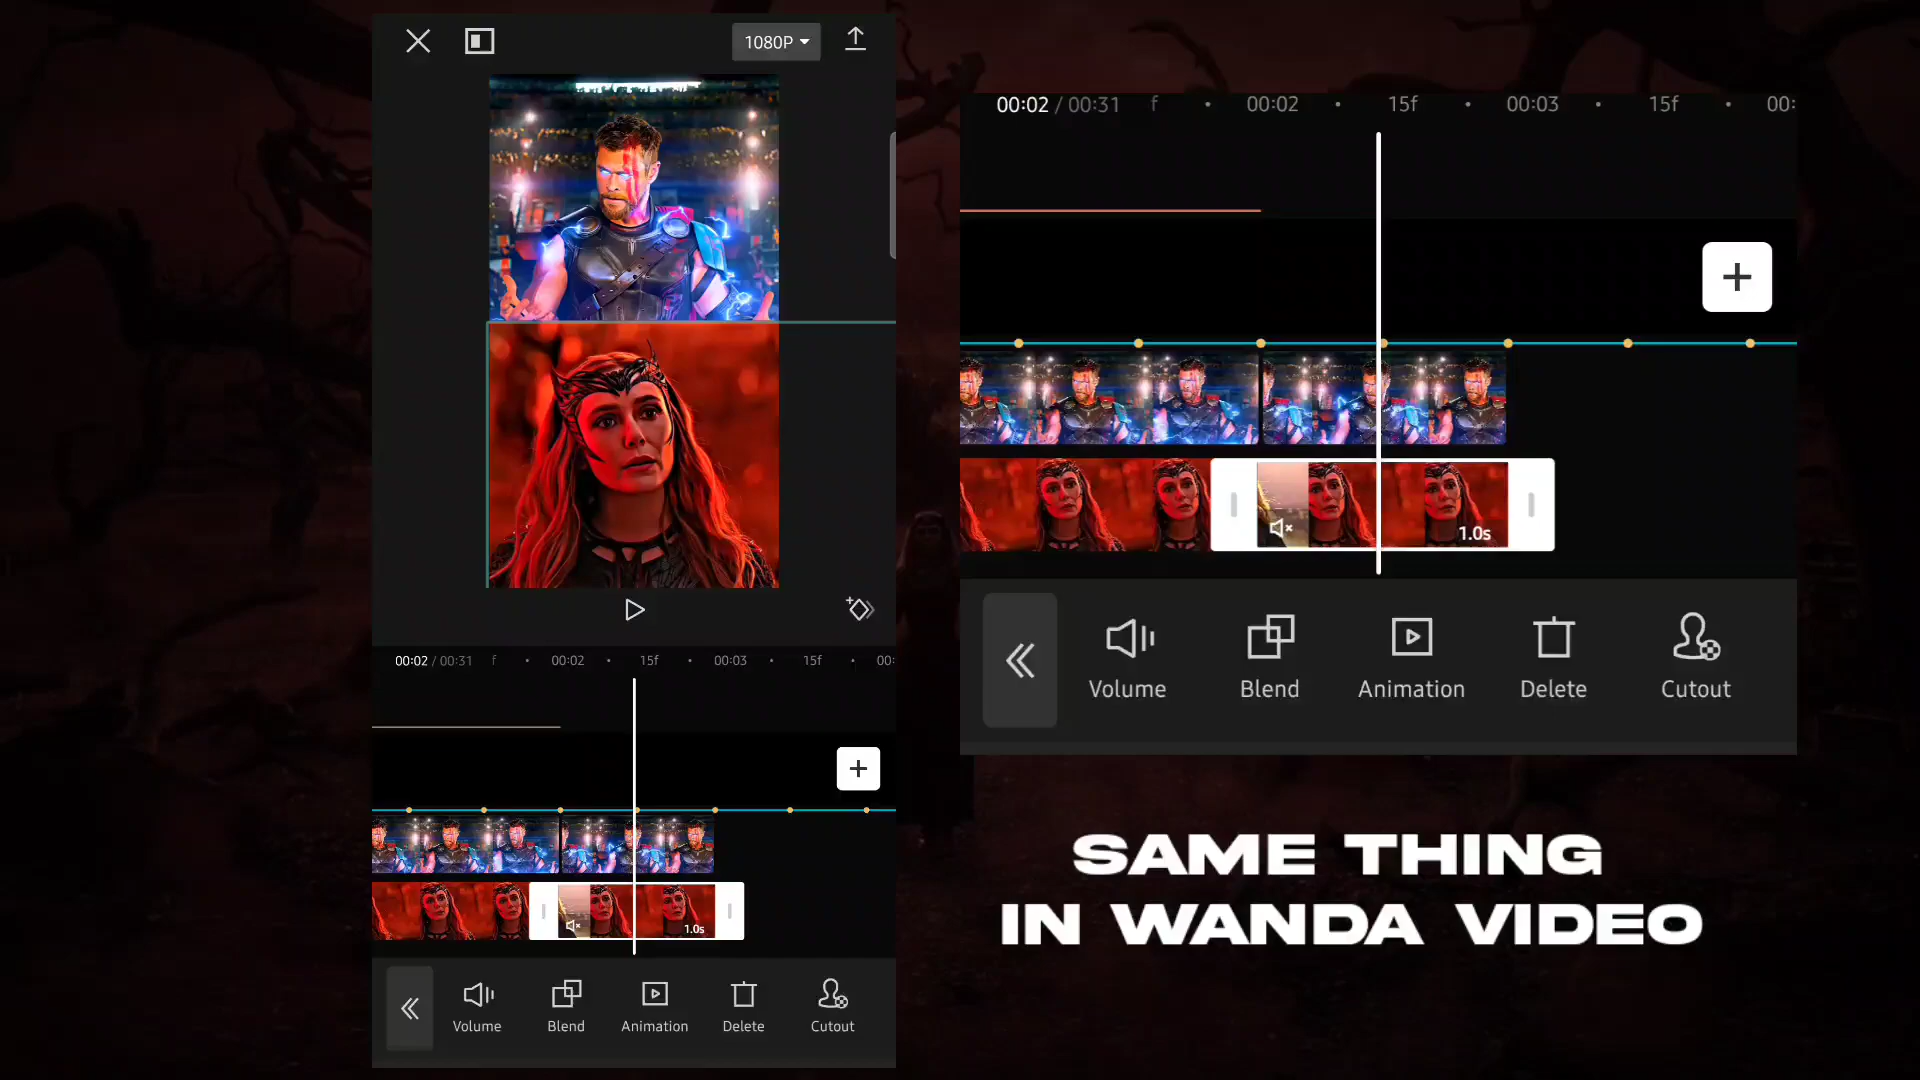 1080P
00:02 / 00:31 f 00:02 15f 00:03 15f 00:
1.0s
Volume Blend Animation Delete Cutout
00:02 / 00:31 f 00:02 15f 00:03 15f 00:
1.0s
Volume Blend Animation Delete Cutout
SAME THING
IN WANDA VIDEO